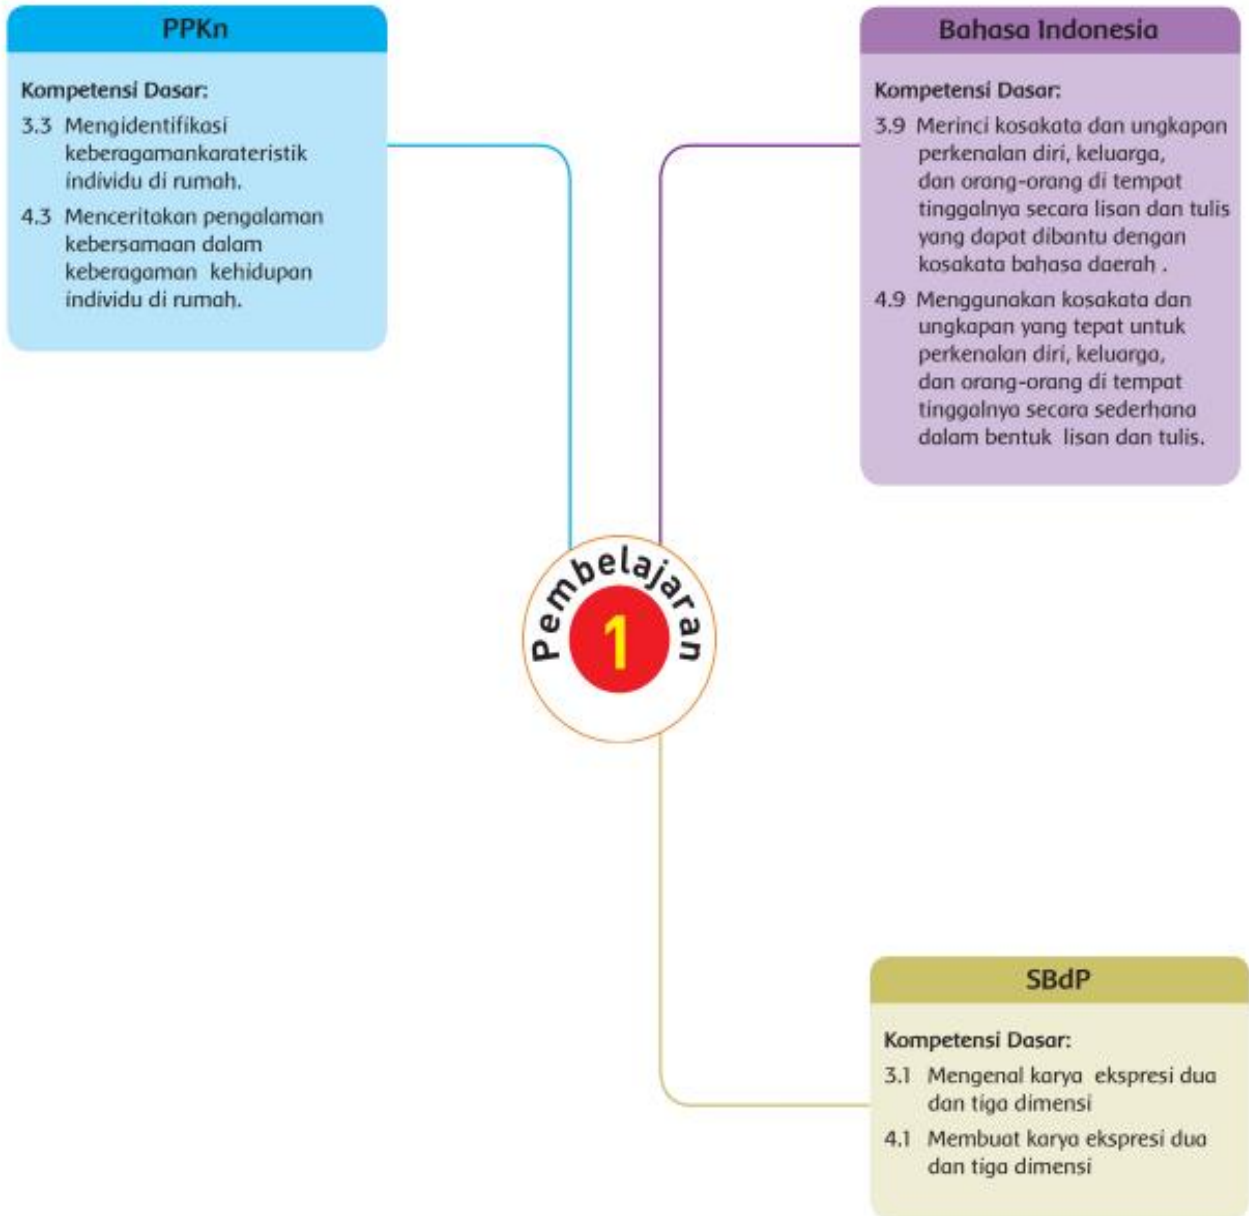 PPKn
Kompetensi Dasar:
3.3 Mengidentifikasi
keberagamankarateristik
individu di rumah.
4.3 Menceritakan pengalaman
kebersamaan dalam
keberagaman kehidupan
individu di rumah.
Bahasa Indonesia
Kompetensi Dasar:
3.9 Merinci kosakata dan ungkapan
perkenalan diri, keluarga,
dan orang-orang di tempat
tinggalnya secara lisan dan tulis
yang dapat dibantu dengan
kosakata bahasa daerah .
4.9 Menggunakan kosakata dan
ungkapan yang tepat untuk
perkenalan diri, keluarga,
dan orang-orang di tempat
tinggalnya secara sederhana
dalam bentuk lisan dan tulis.
Pembelajaran
1
SBdP
Kompetensi Dasar:
3.1 Mengenal karya ekspresi dua
dan tiga dimensi
4.1 Membuat karya ekspresi dua
dan tiga dimensi